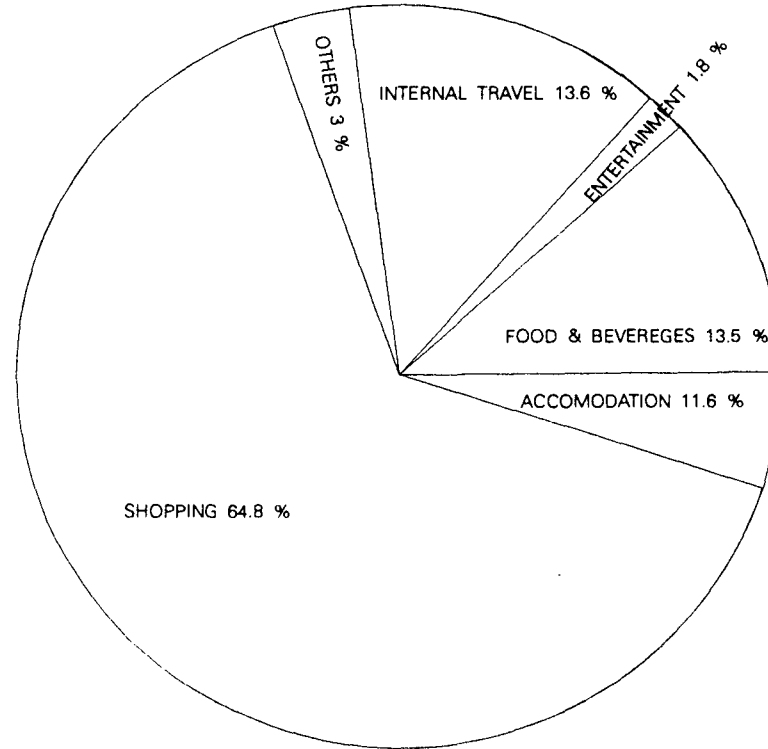 OTHERS 3 %
INTERNAL TRAVEL 13.6 %
ENTERTAINMENT 1.8 %
FOOD & BEVEREGES 13.5 %
ACCOMODATION 11.6 %
SHOPPING 64.8 %